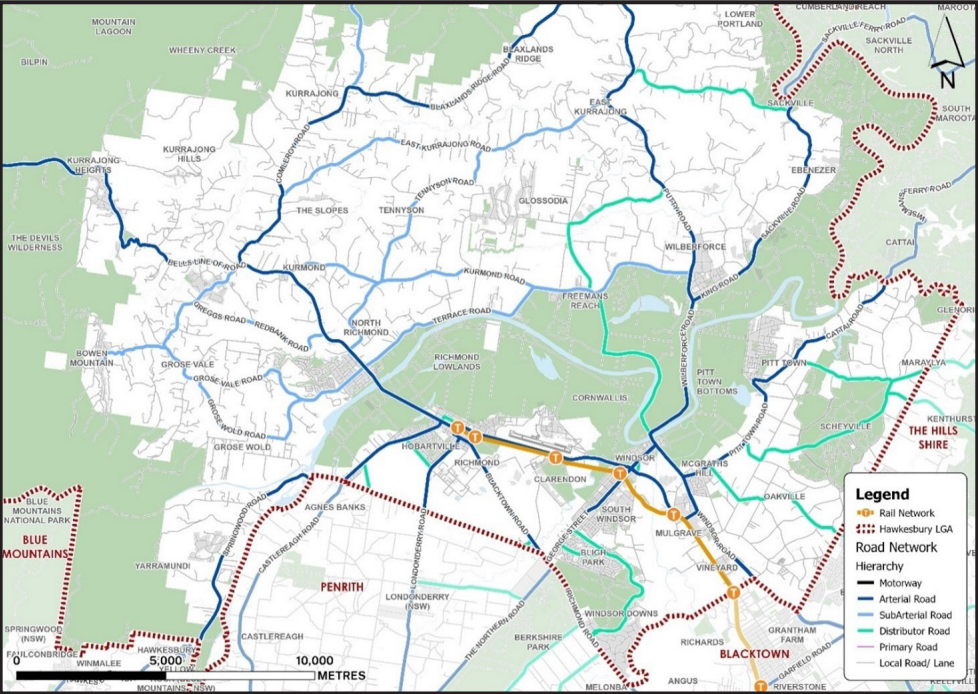 MOUNTAIN
LAGOON
LOWER
PORTLAND
CUMBERLAND REACH
MAROOTA
SACKVILLE FERRY ROAD
SACKVILLE
NORTH
BILPIN
WHEENY CREEK
BLAXLANDS
RIDGE
N
KURRAJONG
BLAXLANDS RIDGE ROAD
EAST
KURRAJONG
SACKVILLE
SOUTH
MAROOTA
COMLEROY ROAD
EAST KURRAJONG ROAD
KURRAJONG
HEIGHTS
KURRAJONG
HILLS
EBENEZER
TENNYSON ROAD
FERRY ROAD
WISEMANS
THE SLOPES
TENNYSON
GLOSSODIA
PUTTY ROAD
SACKVILLE ROAD
THE DEVILS
WILDERNESS
CATTAI
WILBERFORCE
BELLS LINE OF ROAD
KURMOND
KURMOND ROAD
KING ROAD
FREEMANS
REACH
GREGGS ROAD
REDBANK ROAD
NORTH
RICHMOND
TERRACE ROAD
CATTAI ROAD
GLENORI
WILBERFORCE ROAD
BOWEN
MOUNTAIN
GROSE VALE
GROSE VALE ROAD
RICHMOND
LOWLANDS
PITT TOWN
MARAYLYA
PITT
TOWN
BOTTOMS
CORNWALLIS
GROSE WOLD ROAD
GROSE WOLD
PITT TOWN ROAD
SCHEYVILLE
KENTHURST
THE HILLS
SHIRE
HOBARTVILLE
RICHMOND
CLARENDON
WINDSOR
MCGRATHS
HILL
BLUE
MOUNTAINS
NATIONAL PARK
BLUE
MOUNTAINS
AGNES BANKS
BLACKTOWN ROAD
SOUTH
WINDSOR
OAKVILLE
MULGRAVE
WINDSOR ROAD
SPRINGWOOD ROAD
CASTLEREAGH ROAD
LONDONDERRY ROAD
GEORGE STREET
BLIGH
PARK
VINEYARD
YARRAMUNDI
PENRITH
LONDONDERRY
(NSW)
RICHMOND ROAD
WINDSOR DOWNS
THE NORTHERN ROAD
SPRINGWOOD
(NSW)
FAULCONBRIDGE
WINMALEE
HAWKESBURY
CASTLEREAGH
BERKSHIRE
PARK
RICHARDS
GRANTHAM
FARM
BLACKTOWN
GARFIELD ROAD
ANGUS
RIVERSTONE
MELONBA
YELLOW
MOUNTAINS (NSW)
0 5,000 10,000
METRES
Legend
T Rail Network
Hawkesbury LGA
Road Network
Hierarchy
Motorway
Arterial Road
SubArterial Road
Distributor Road
Primary Road
Local Road/ Lane